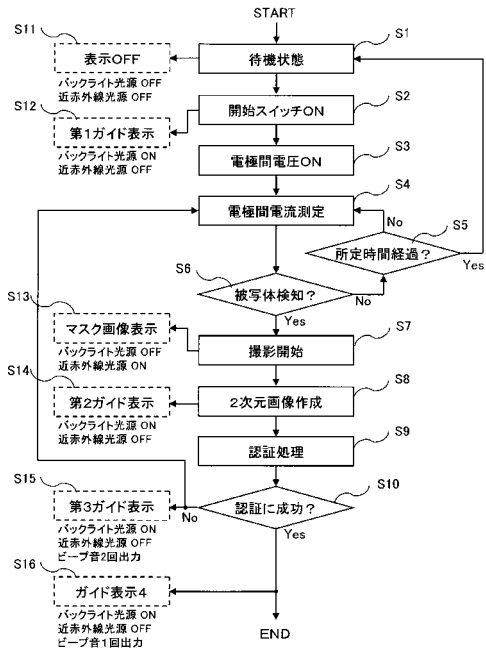 START
S11
S1
表示OFF
待機状態
バックライト光源 OFF
近赤外線光源 OFF
S2
S12
開始スイッチON
第1ガイド表示
バックライト光源 ON
近赤外線光源 OFF
S3
電極間電圧ON
S4
電極間電流測定
No
S5
所定時間経過?
Yes
S6
被写体検知?
No
Yes
S13
マスク画像表示
バックライト光源 OFF
近赤外線光源 ON
S7
撮影開始
S14
S8
第2ガイド表示
2次元画像作成
バックライト光源 ON
近赤外線光源 OFF
S9
認証処理
S15
S10
第3ガイド表示
No
認証に成功?
バックライト光源 ON
近赤外線光源 OFF
ビープ音2回出力
Yes
S16
ガイド表示4
バックライト光源 ON
近赤外線光源 OFF
ビープ音1回出力
END